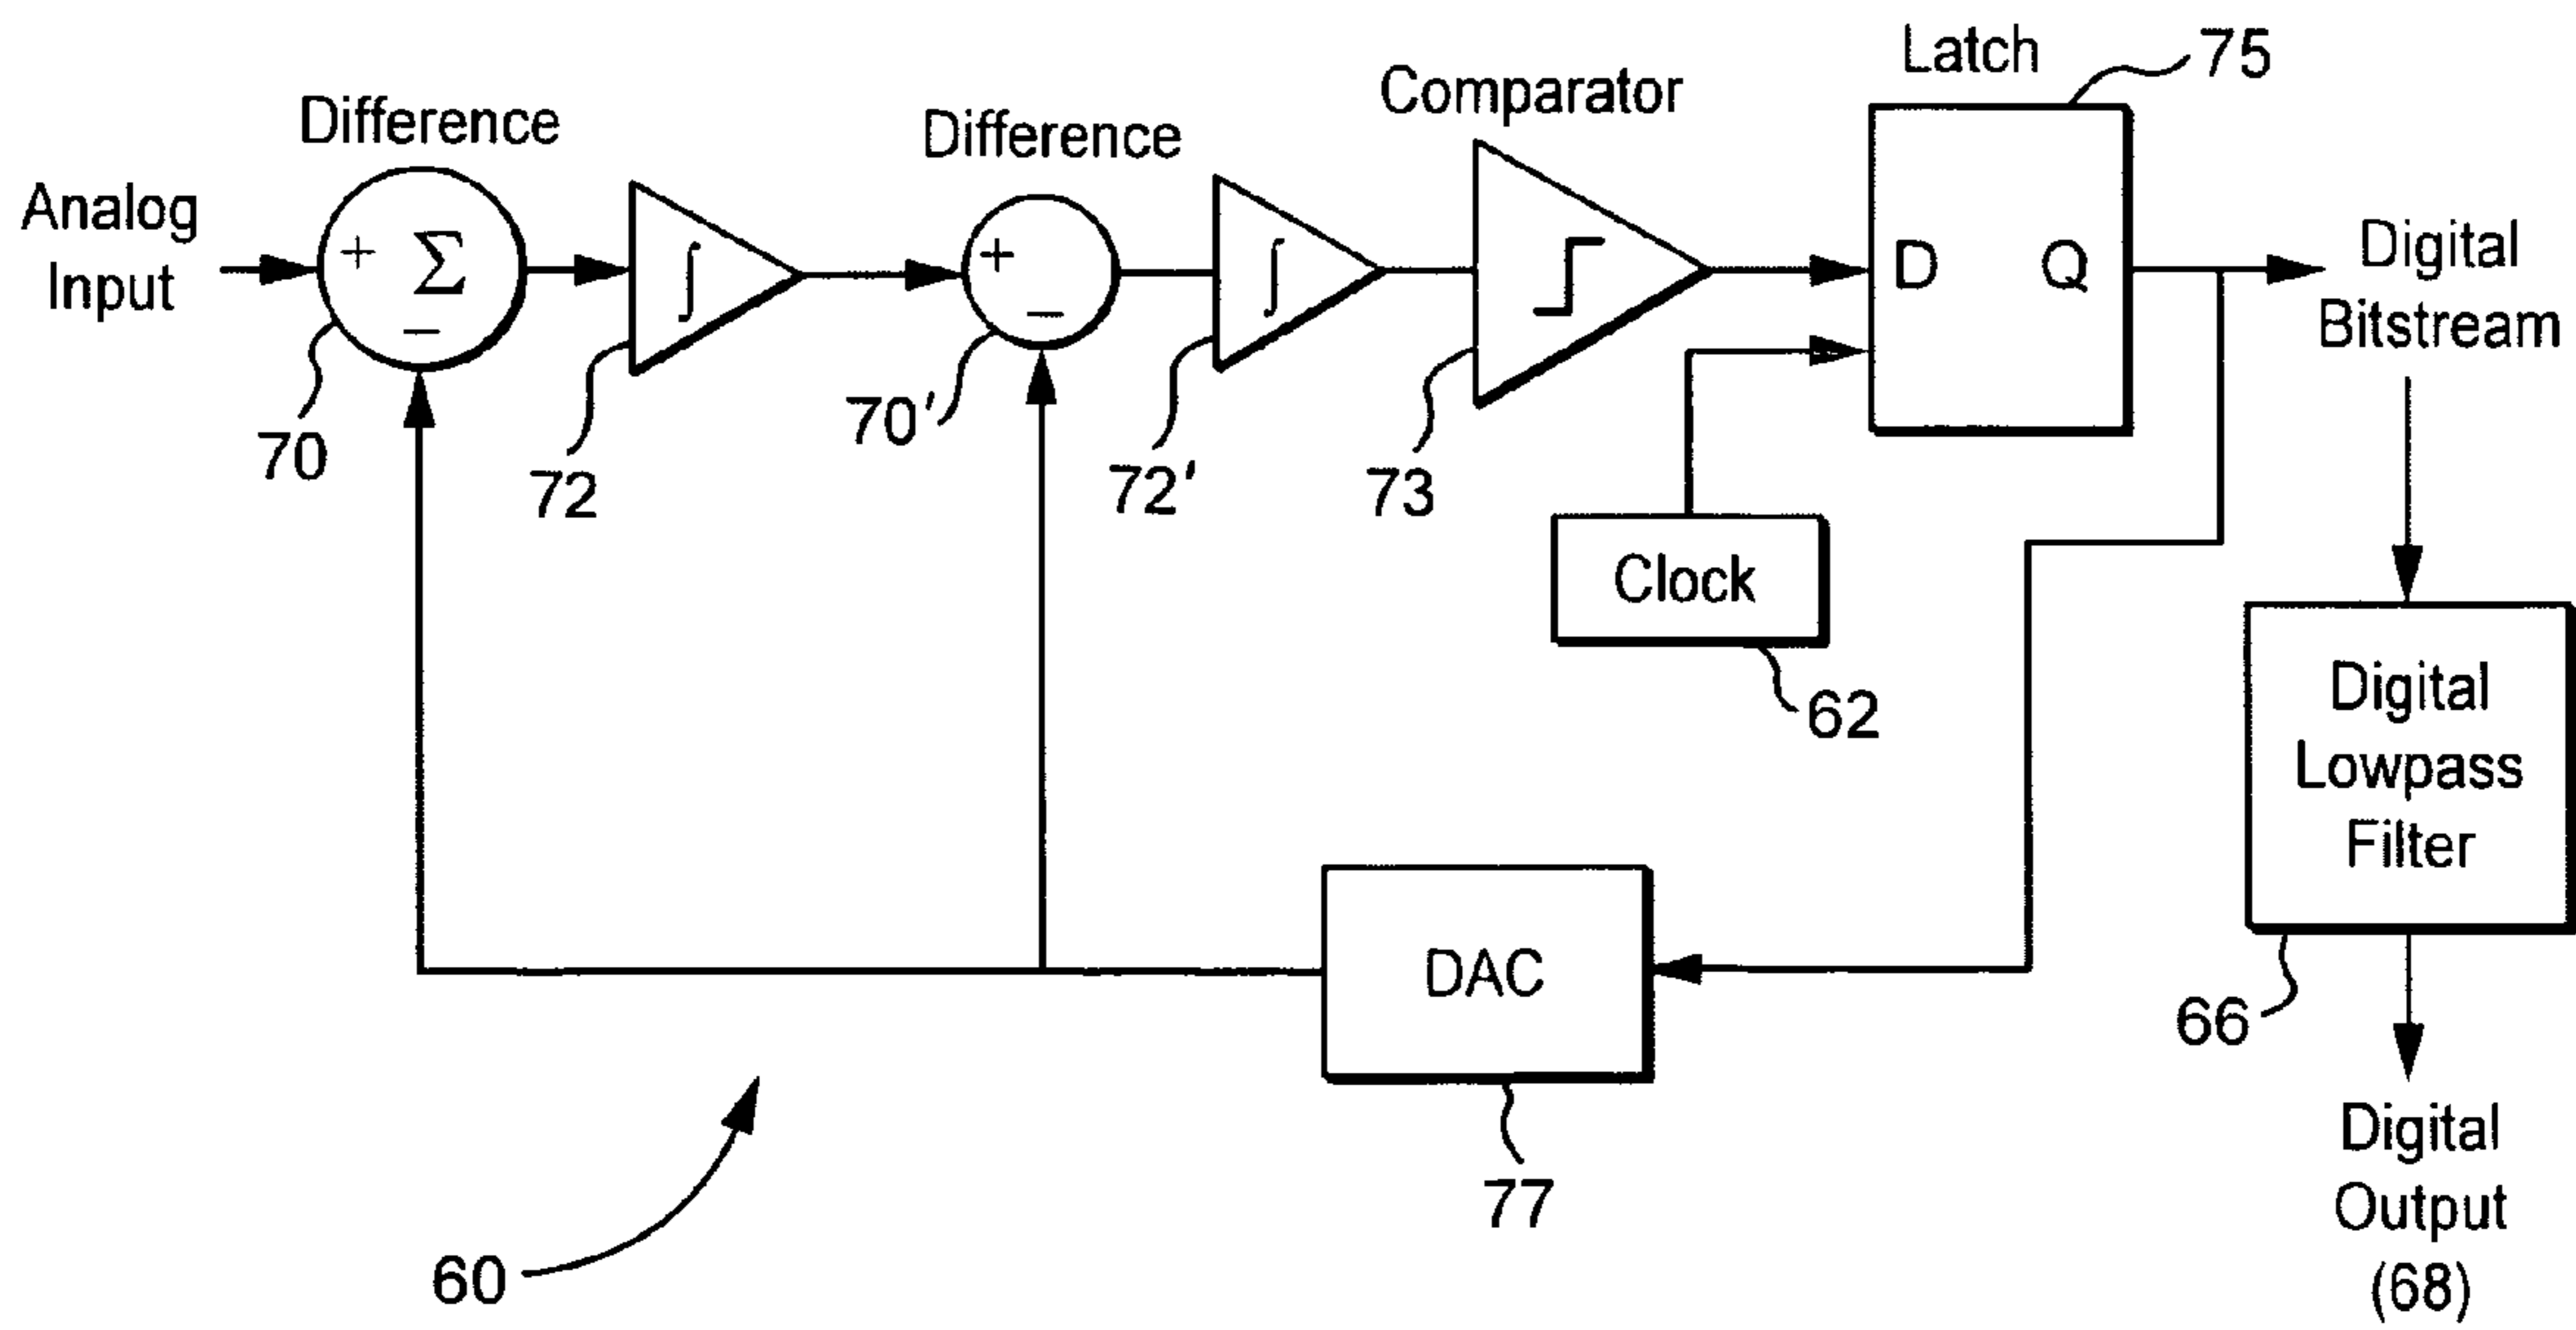 Latch
75
Comparator
Difference
Difference
Analog
Input
+
Σ
−
∫
+
−
∫
D
Q
Digital
Bitstream
70
72
70'
72'
73
Clock
62
Digital
Lowpass
Filter
66
DAC
77
60
Digital
Output
(68)